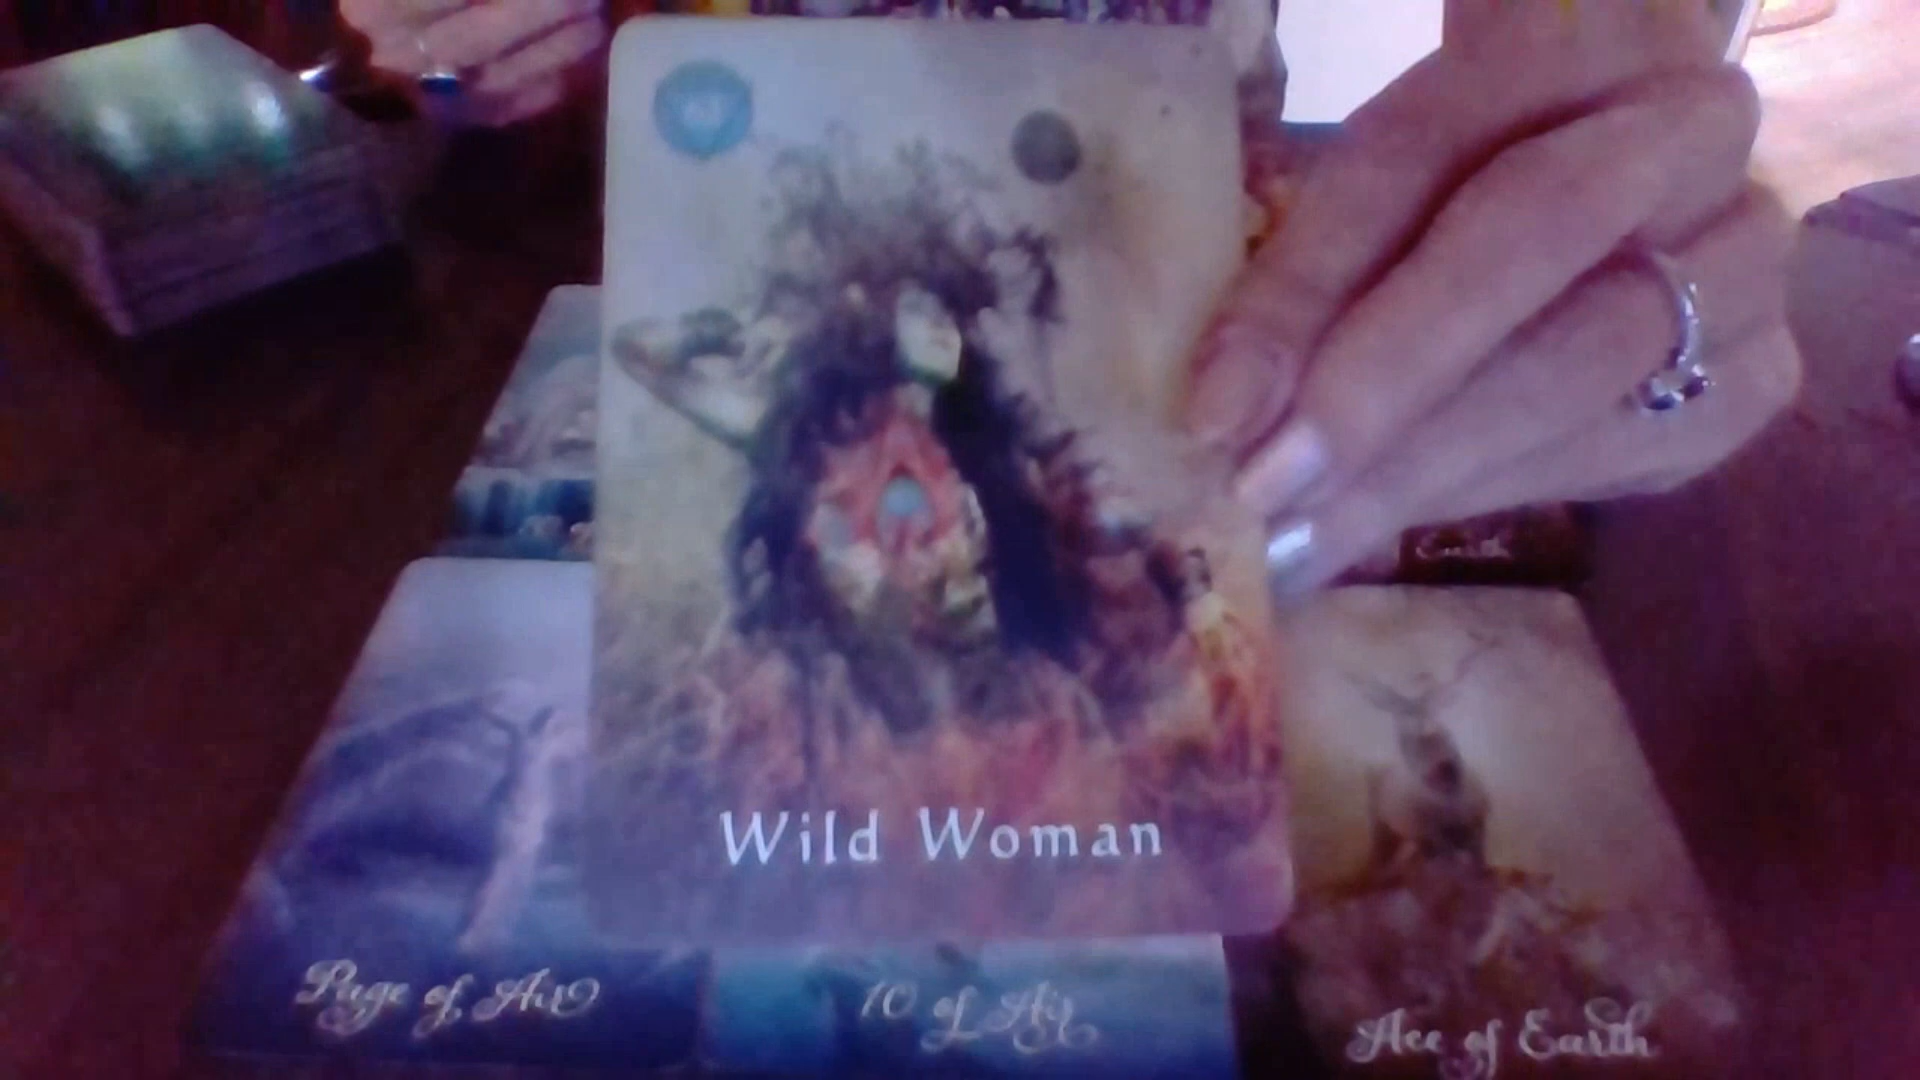 Earth
Wild Woman
Page of Air
10 of Air
Ace of Earth